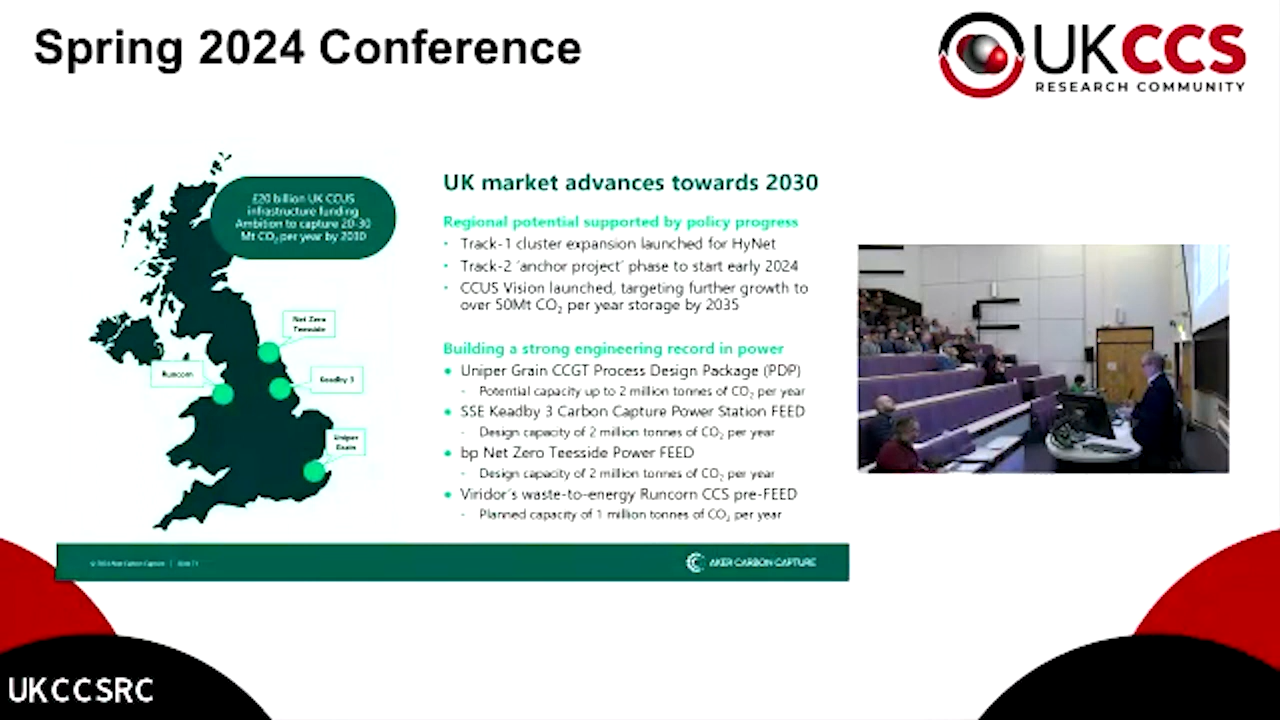 Spring 2024 Conference
UKCCS
RESEARCH COMMUNITY
£20 billion UK CCUS
infrastructure funding
Ambition to capture 20-30
Mt CO₂ per year by 2030
Net Zero
Teesside
Runcorn
Keadby 3
Uniper
Grain
UK market advances towards 2030
Regional potential supported by policy progress
· Track-1 cluster expansion launched for HyNet
· Track-2 ‘anchor project’ phase to start early 2024
· CCUS Vision launched, targeting further growth to
over 50Mt CO₂ per year storage by 2035
Building a strong engineering record in power
• Uniper Grain CCGT Process Design Package (PDP)
- Potential capacity up to 2 million tonnes of CO₂ per year
• SSE Keadby 3 Carbon Capture Power Station FEED
- Design capacity of 2 million tonnes of CO₂ per year
• bp Net Zero Teesside Power FEED
- Design capacity of 2 million tonnes of CO₂ per year
• Viridor's waste-to-energy Runcorn CCS pre-FEED
- Planned capacity of 1 million tonnes of CO₂ per year
AKER CARBON CAPTURE
UKCCSRC